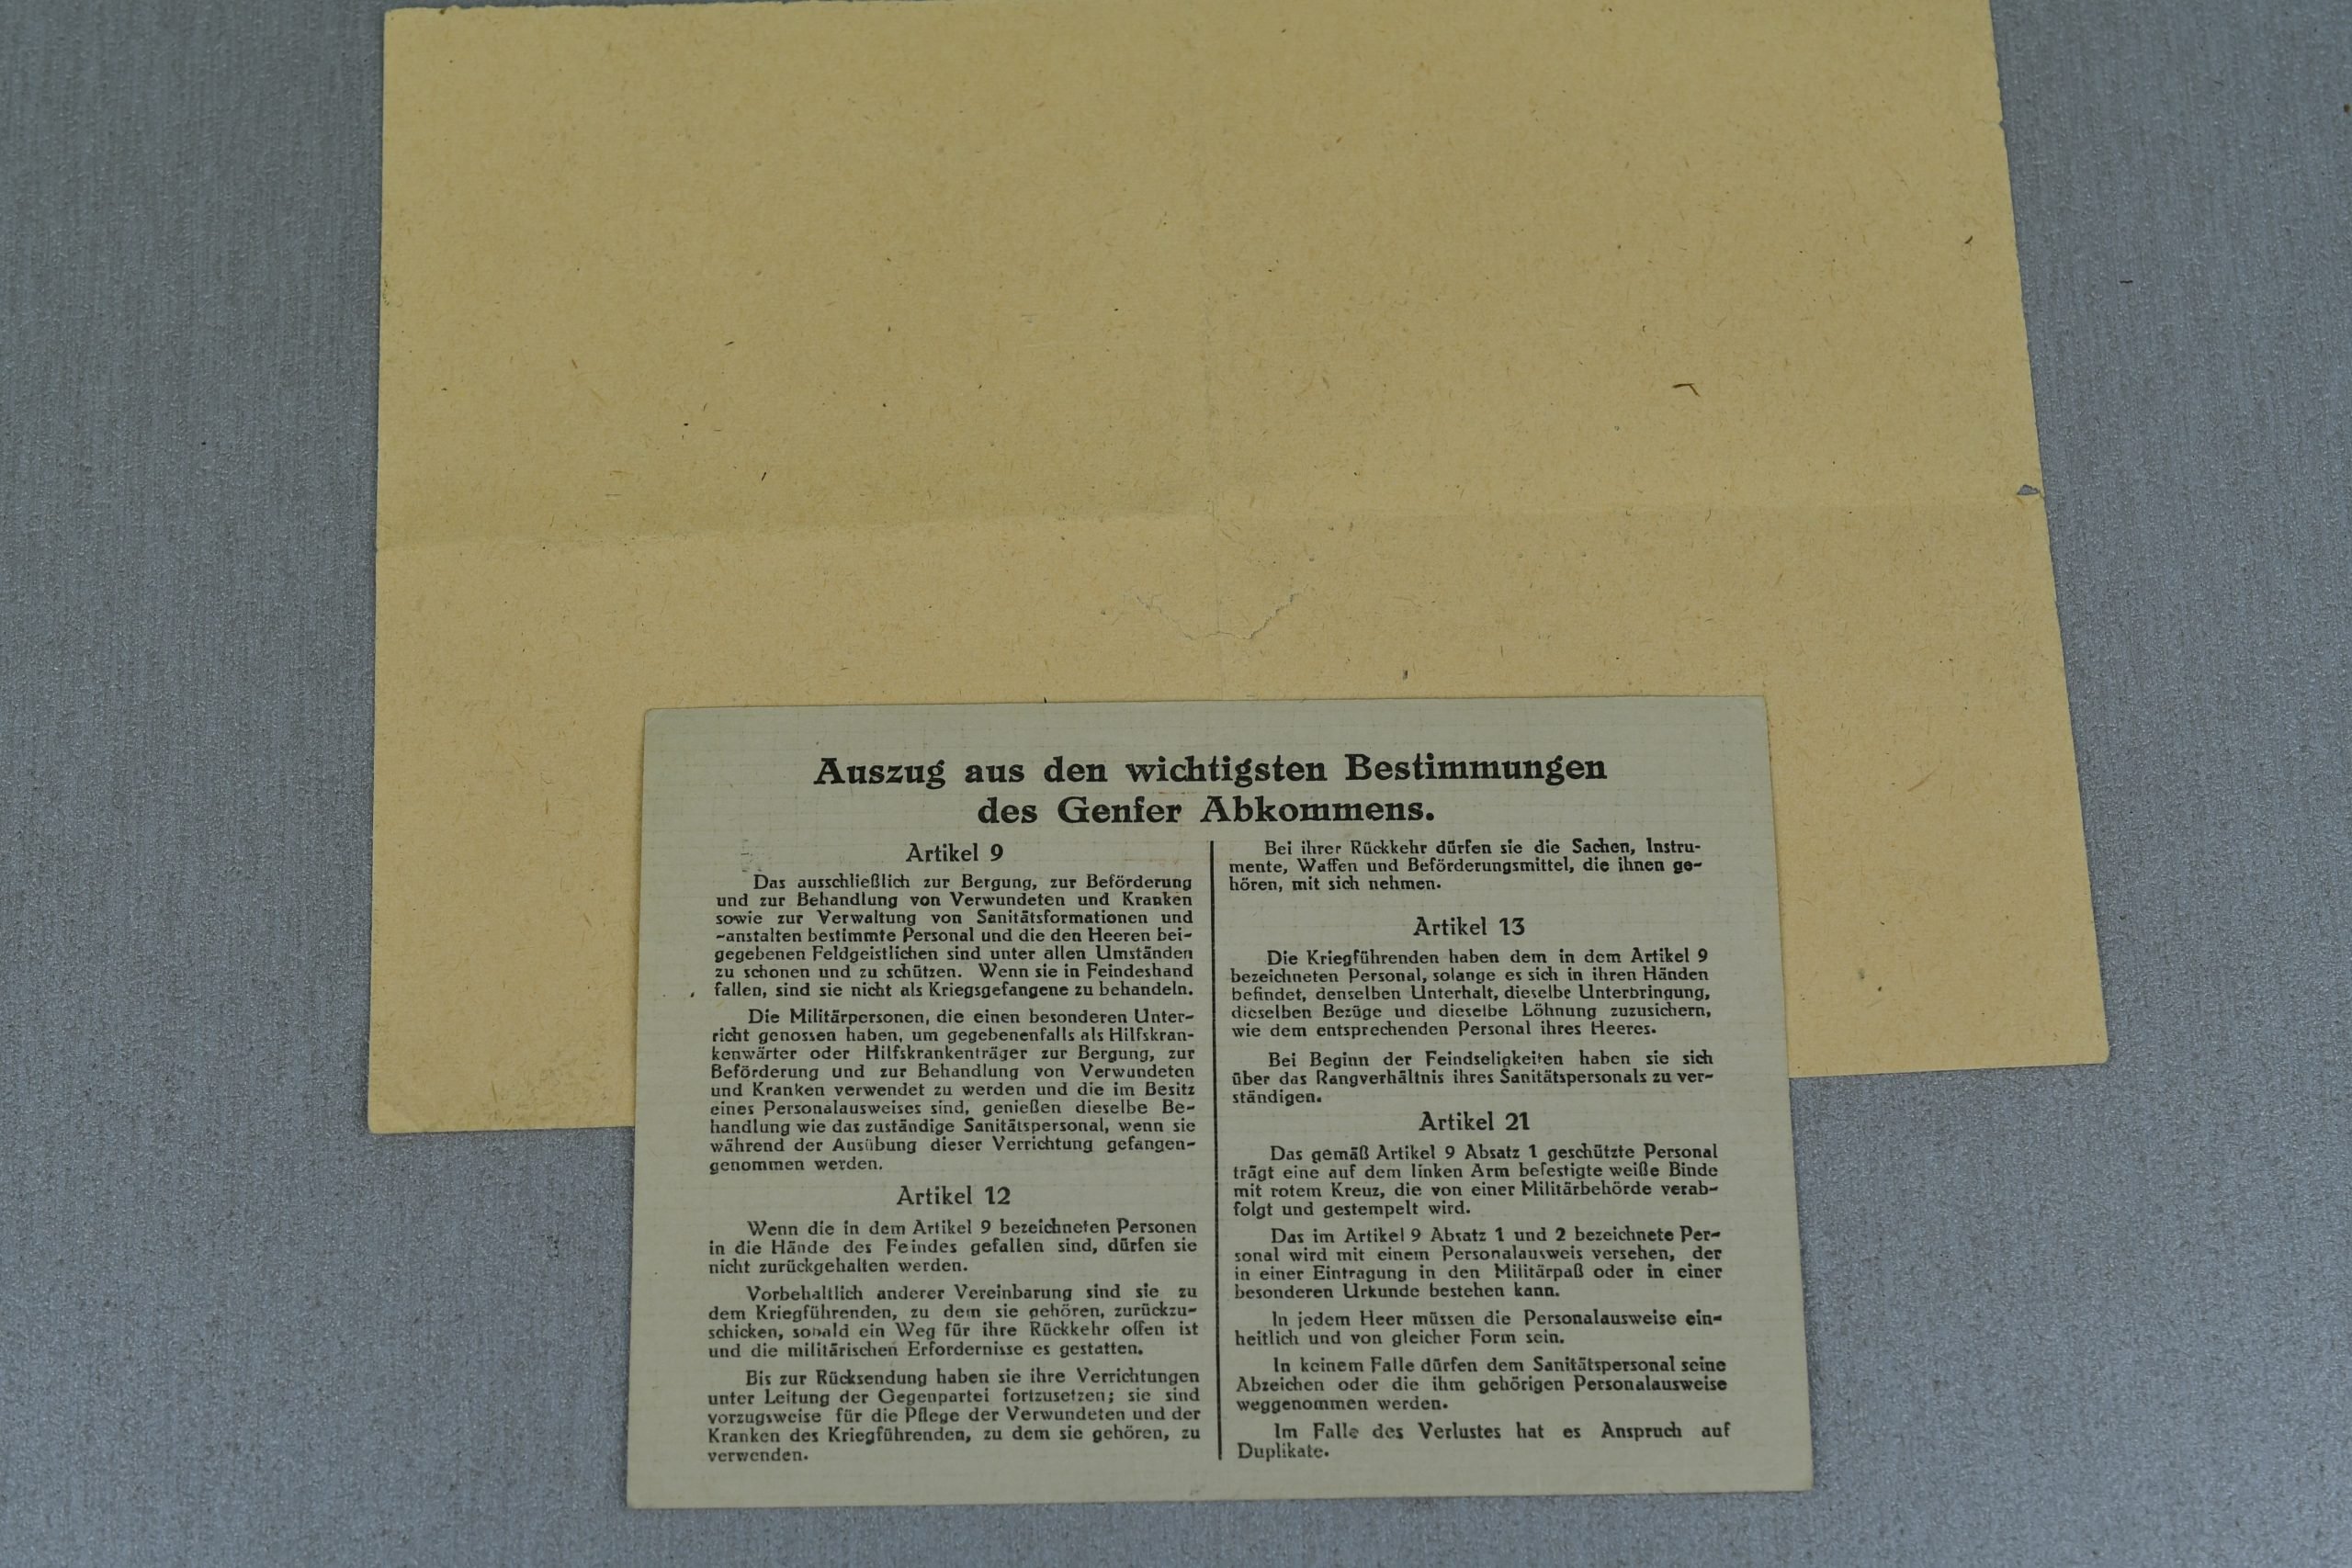 Auszug aus den wichtigsten Bestimmungen
des Genfer Abkommens.
Artikel 9
Das ausschließlich zur Bergung, zur Beförderung
und zur Behandlung von Verwundeten und Kranken
sowie zur Verwaltung von Sanitätsformationen und
-anstalten bestimmte Personal und die den Heeren bei-
gegebenen Feldgeistlichen sind unter allen Umständen
zu schonen und zu schützen. Wenn sie in Feindeshand
fallen, sind sie nicht als Kriegsgefangene zu behandeln.
Die Militärpersonen, die einen besonderen Unter-
richt genossen haben, um gegebenenfalls als Hilfskran-
kenwärter oder Hilfskrankenträger zur Bergung, zur
Beförderung und zur Behandlung von Verwundeten
und Kranken verwendet zu werden und die im Besitz
eines Personalausweises sind, genießen dieselbe Be-
handlung wie das zuständige Sanitätspersonal, wenn sie
während der Ausübung dieser Verrichtung gefangen-
genommen werden.
Artikel 12
Wenn die in dem Artikel 9 bezeichneten Personen
in die Hände des Feindes gefallen sind, dürfen sie
nicht zurückgehalten werden.
Vorbehaltlich anderer Vereinbarung sind sie zu
dem Kriegführenden, zu dem sie gehören, zurückzu-
schicken, sobald ein Weg für ihre Rückkehr offen ist
und die militärischen Erfordernisse es gestatten.
Bis zur Rücksendung haben sie ihre Verrichtungen
unter Leitung der Gegenpartei fortzusetzen; sie sind
vorzugsweise für die Pflege der Verwundeten und der
Kranken des Kriegführenden, zu dem sie gehören, zu
verwenden.
Bei ihrer Rückkehr dürfen sie die Sachen, Instru-
mente, Waffen und Beförderungsmittel, die ihnen ge-
hören, mit sich nehmen.
Artikel 13
Die Kriegführenden haben dem in dem Artikel 9
bezeichneten Personal, solange es sich in ihren Händen
befindet, denselben Unterhalt, dieselbe Unterbringung,
dieselben Bezüge und dieselbe Löhnung zuzusichern,
wie dem entsprechenden Personal ihres Heeres.
Bei Beginn der Feindseligkeiten haben sie sich
über das Rangverhältnis ihres Sanitätspersonals zu ver-
ständigen.
Artikel 21
Das gemäß Artikel 9 Absatz 1 geschützte Personal
trägt eine auf dem linken Arm befestigte weiße Binde
mit rotem Kreuz, die von einer Militärbehörde verab-
folgt und gestempelt wird.
Das im Artikel 9 Absatz 1 und 2 bezeichnete Per-
sonal wird mit einem Personalausweis versehen, der
in einer Eintragung in den Militärpaß oder in einer
besonderen Urkunde bestehen kann.
In jedem Heer müssen die Personalausweise ein-
heitlich und von gleicher Form sein.
In keinem Falle dürfen dem Sanitätspersonal seine
Abzeichen oder die ihm gehörigen Personalausweise
weggenommen werden.
Im Falle des Verlustes hat es Anspruch auf
Duplikate.